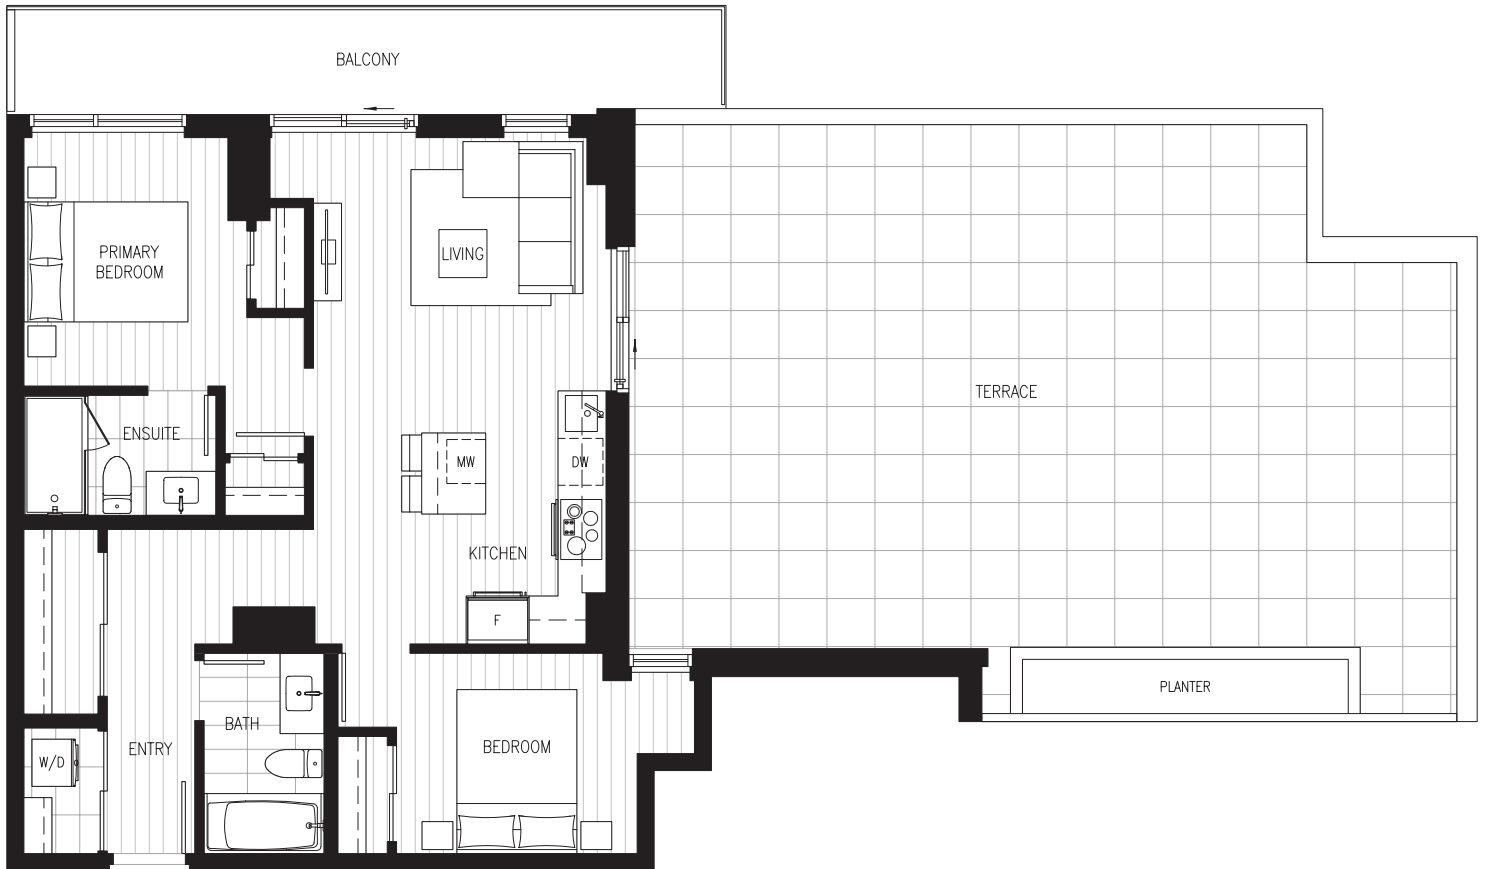 BALCONY
PRIMARY
BEDROOM
LIVING
TERRACE
ENSUITE
MW
DW
KITCHEN
F
PLANTER
BATH
ENTRY
BEDROOM
W/D